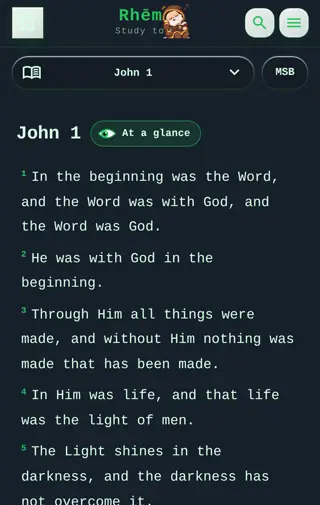 Rhēm
Study to
John 1
MSB
John 1
At a glance
1 In the beginning was the Word,
and the Word was with God, and
the Word was God.
2 He was with God in the
beginning.
3 Through Him all things were
made, and without Him nothing was
made that has been made.
4 In Him was life, and that life
was the light of men.
5 The Light shines in the
darkness, and the darkness has
not overcome it.